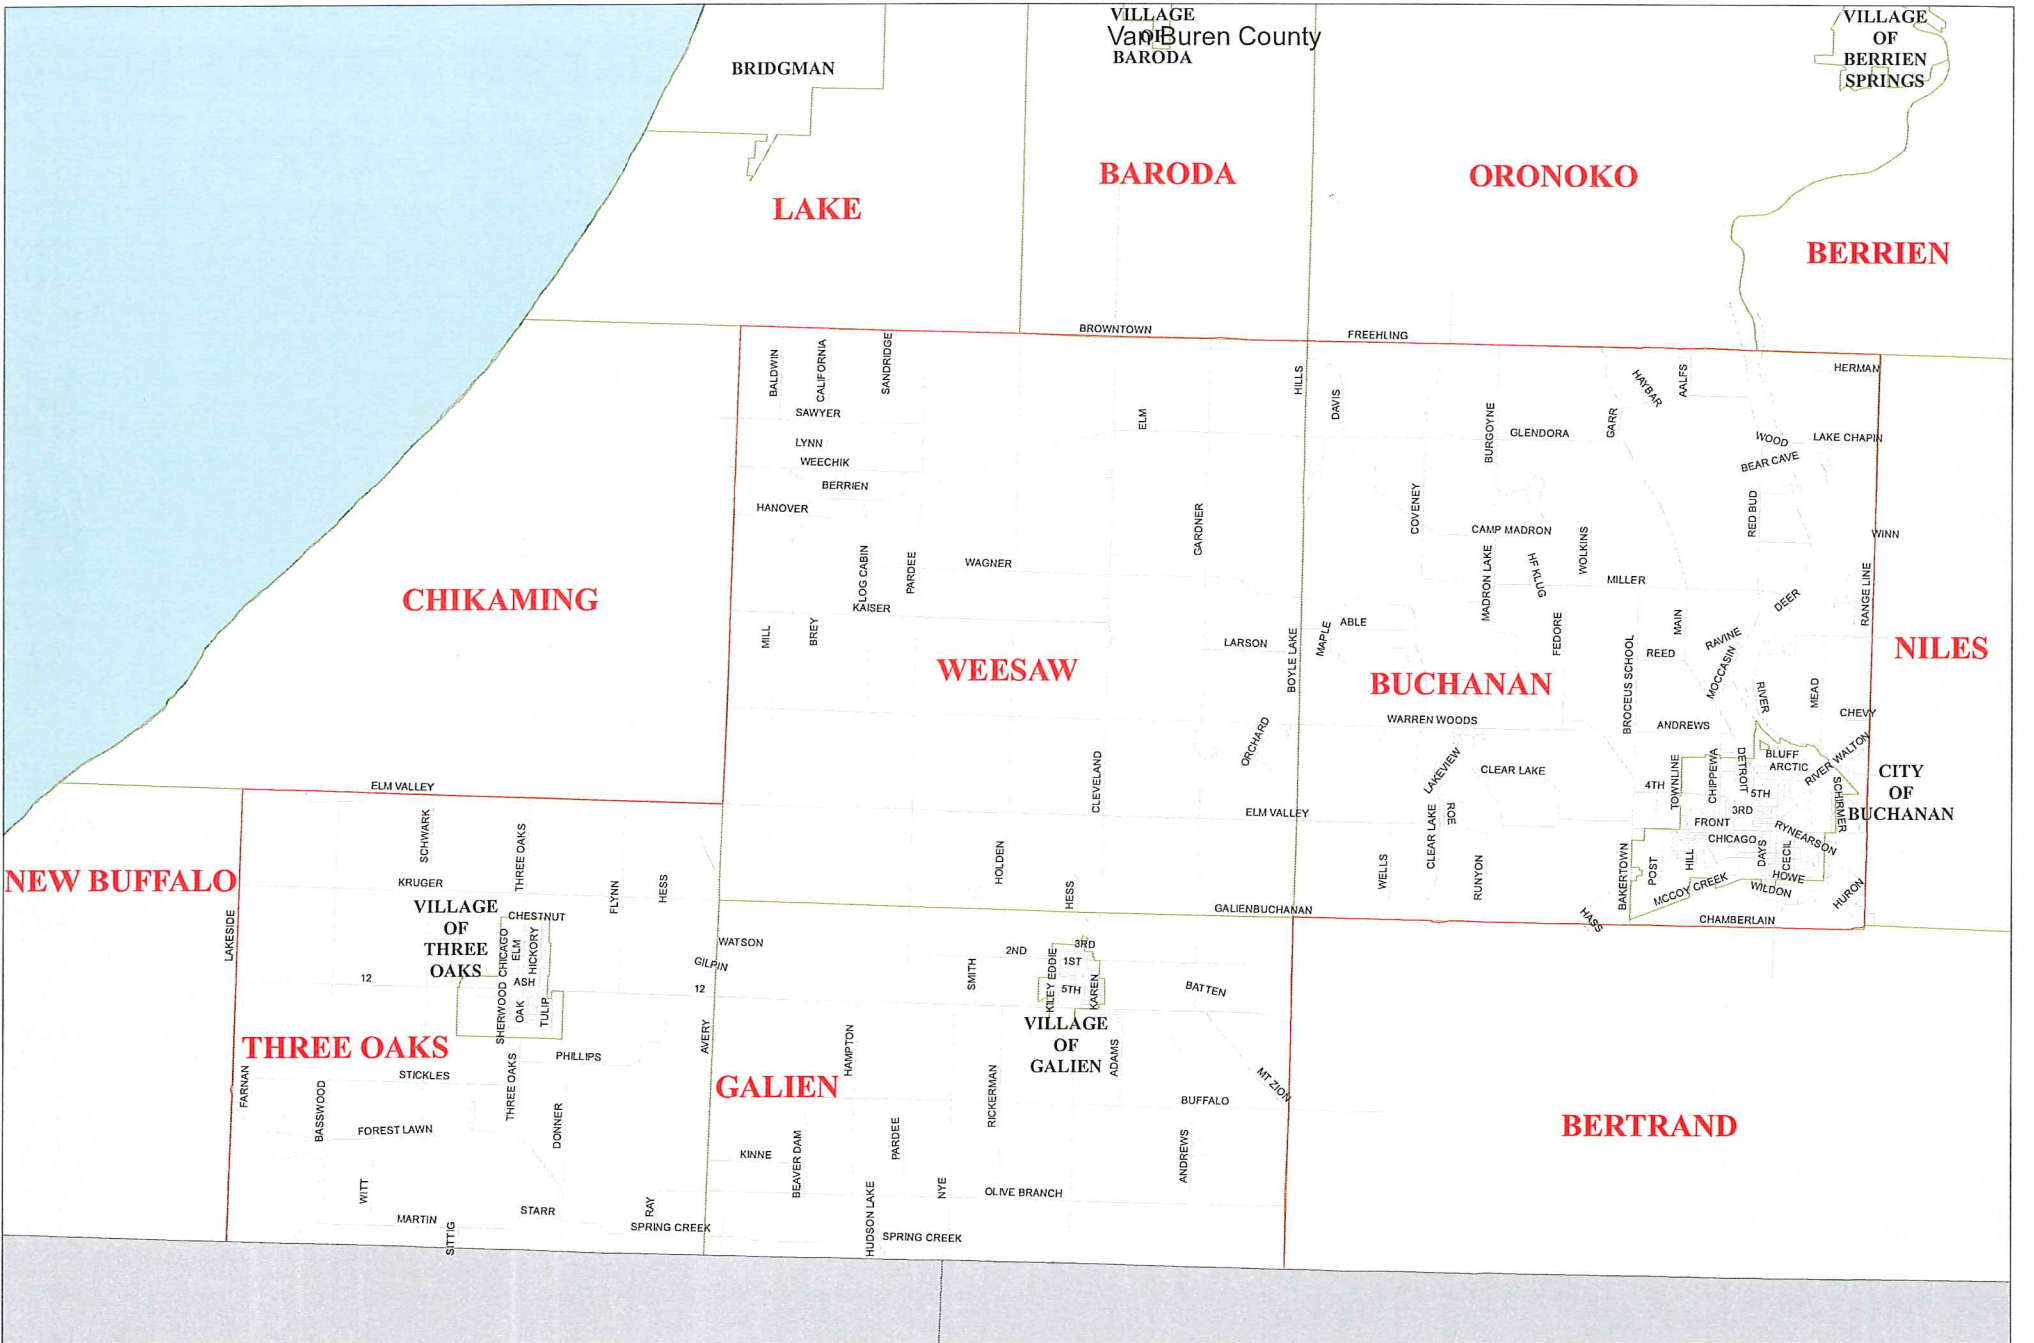 VILLAGE
OF
BARODA
Van Buren County
VILLAGE
OF
BERRIEN
SPRINGS
BRIDGMAN
BARODA
ORONOKO
LAKE
BERRIEN
BROWNTOWN
FREEHLING
BALDWIN
CALIFORNIA
SANDRIDGE
HILLS
DAVIS
HAYBAR
AALFS
HERMAN
SAWYER
ELM
BURGOYNE
GLENDORA
GARR
WOOD
LAKE CHAPIN
LYNN
WEECHIK
BEAR CAVE
BERRIEN
HANOVER
COVENEY
RED BUD
GARDNER
CAMP MADRON
WOLKINS
WINN
LOG CABIN
PARDEE
WAGNER
MADRON LAKE
HF KLUG
MILLER
DEER
RANGE LINE
CHIKAMING
KAISER
MILL
BREY
LARSON
BOYLE LAKE
MAPLE
ABLE
FEDORE
BROCEUS SCHOOL
MAIN
REED
RAVINE
MOCCASIN
NILES
WEESAW
BUCHANAN
RIVER
MEAD
WARREN WOODS
ANDREWS
CHEVY
ORCHARD
CLEVELAND
LAKEVIEW
CLEAR LAKE
BLUFF
ARCTIC
RIVER WALTON
DETROIT
CHIPPEWA
TOWNLINE
4TH
5TH
3RD
SCHIRMER
CITY
OF
BUCHANAN
ELM VALLEY
ELM VALLEY
CLEAR LAKE
ROE
FRONT
CHICAGO
RYNEARSON
SCHWARK
THREE OAKS
HOLDEN
WELLS
RUNYON
BAKERTOWN
POST
HILL
DAYS
CECIL
HOWE
MCCOY CREEK
WILDON
HURON
NEW BUFFALO
KRUGER
FLYNN
HESS
HESS
GALIENBUCHANAN
HASS
CHAMBERLAIN
LAKESIDE
VILLAGE
OF
THREE
OAKS
CHESTNUT
CHICAGO
ELM
HICKORY
WATSON
GILPIN
2ND
3RD
1ST
EDDIE
SMITH
12
ASH
12
KILEY
5TH
KAREN
BATTEN
SHERWOOD
OAK
TULIP
VILLAGE
OF
GALIEN
THREE OAKS
AVERY
HAMPTON
ADAMS
PHILLIPS
STICKLES
FARNAN
BASSWOOD
THREE OAKS
GALIEN
RICKERMAN
MT ZION
BUFFALO
BERTRAND
FOREST LAWN
DONNER
KINNE
BEAVER DAM
PARDEE
ANDREWS
WITT
RAY
HUDSON LAKE
NYE
OLIVE BRANCH
MARTIN
SITTIG
STARR
SPRING CREEK
SPRING CREEK